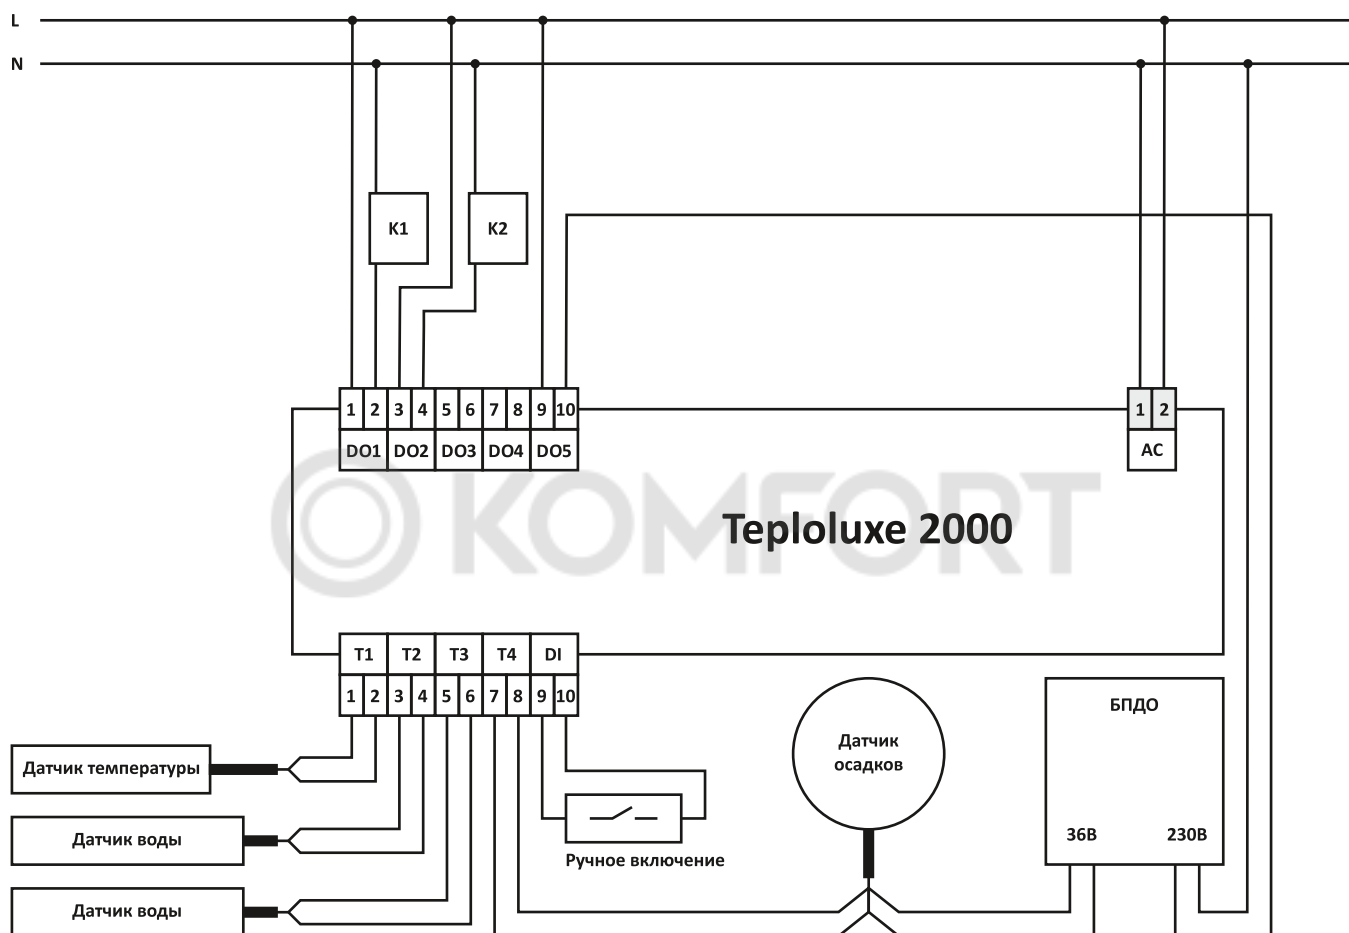 L
N
K1
K2
1 2 3 4 5 6 7 8 9 10
DO1 DO2 DO3 DO4 DO5
1 2
AC
KOMFORT
Teploluxe 2000
T1 T2 T3 T4 DI
1 2 3 4 5 6 7 8 9 10
БПДО
Датчик
осадков
Датчик температуры
36В 230В
Датчик воды
Ручное включение
Датчик воды